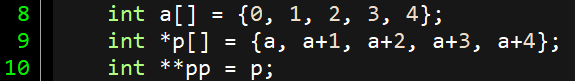 8 int a[] = {0, 1, 2, 3, 4};
9 int *p[] = {a, a+1, a+2, a+3, a+4};
10 int **pp = p;